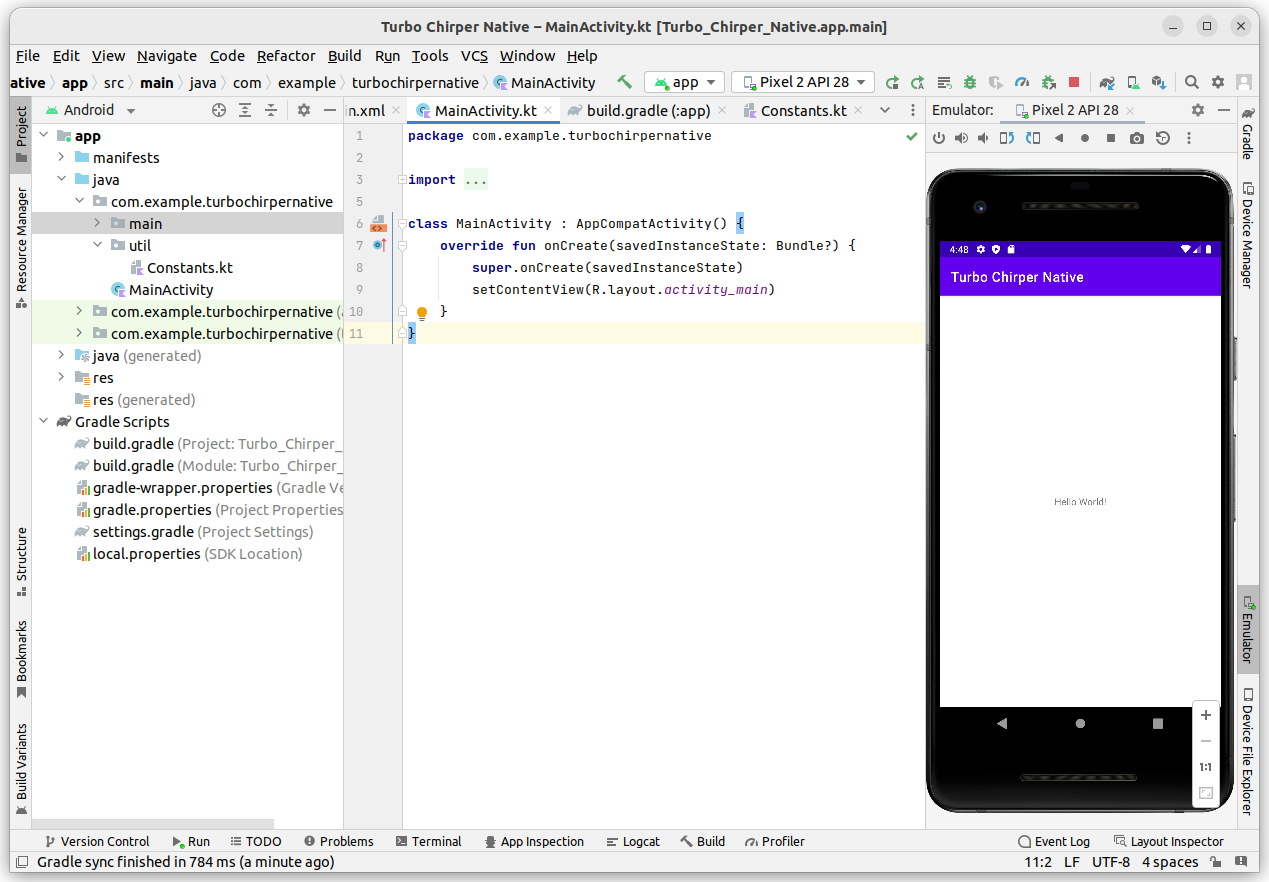 Turbo Chirper Native – MainActivity.kt [Turbo_Chirper_Native.app.main]
File Edit View Navigate Code Refactor Build Run Tools VCS Window Help
ative app src main java com example turbochirpernative MainActivity app Pixel 2 API 28
Project
Android
in.xml MainActivity.kt build.gradle (:app) Constants.kt
Emulator: Pixel 2 API 28
app
manifests
java
com.example.turbochirpernative
main
util
Constants.kt
MainActivity
com.example.turbochirpernative (
com.example.turbochirpernative (
java (generated)
res
res (generated)
Gradle Scripts
build.gradle (Project: Turbo_Chirper_
build.gradle (Module: Turbo_Chirper_
gradle-wrapper.properties (Gradle Ve
gradle.properties (Project Properties
settings.gradle (Project Settings)
local.properties (SDK Location)
Resource Manager
Structure
Bookmarks
Build Variants
1 package com.example.turbochirpernative
2
3 import ...
5
6 class MainActivity : AppCompatActivity() {
7 override fun onCreate(savedInstanceState: Bundle?) {
8 super.onCreate(savedInstanceState)
9 setContentView(R.layout.activity_main)
10 }
11 }
4:48
Turbo Chirper Native
Hello World!
1:1
Gradle
Device Manager
Emulator
Device File Explorer
Version Control Run TODO Problems Terminal App Inspection Logcat Build Profiler Event Log Layout Inspector
Gradle sync finished in 784 ms (a minute ago) 11:2 LF UTF-8 4 spaces